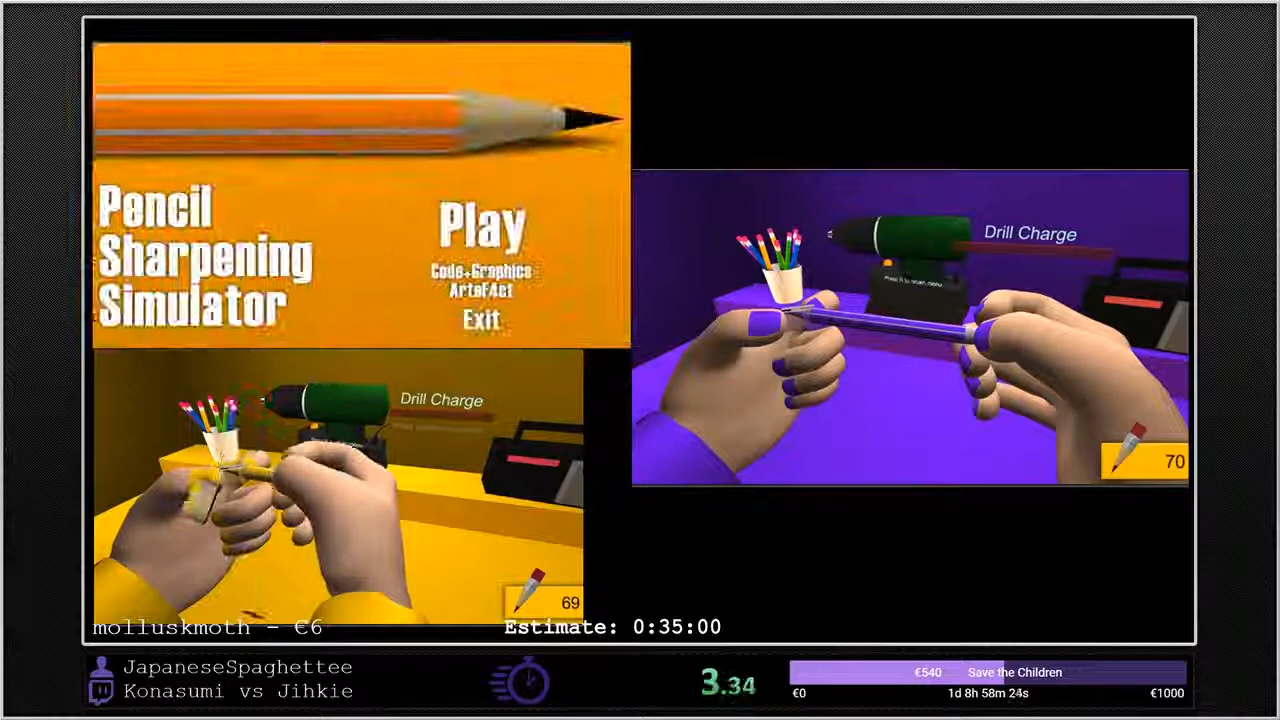 Pencil
Sharpening
Simulator
Play
Code+Graphics
ArteF4ct
Exit
Drill Charge
70
Drill Charge
69
molluskmoth - €6
Estimate: 0:35:00
JapaneseSpaghettee
Konasumi vs Jihkie
3.34
€540 Save the Children
€0 1d 8h 58m 24s €1000